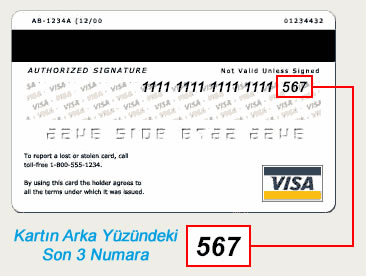 AB-1234A (12/00
01234432
AUTHORIZED SIGNATURE
Not Valid Unless Signed
1111 1111 1111 1111 567
To report a lost or stolen card, call
toll-free 1-800-555-1234.
By using this card the holder agrees to
all the terms under which it was issued.
VISA
Kartın Arka Yüzündeki
Son 3 Numara
567